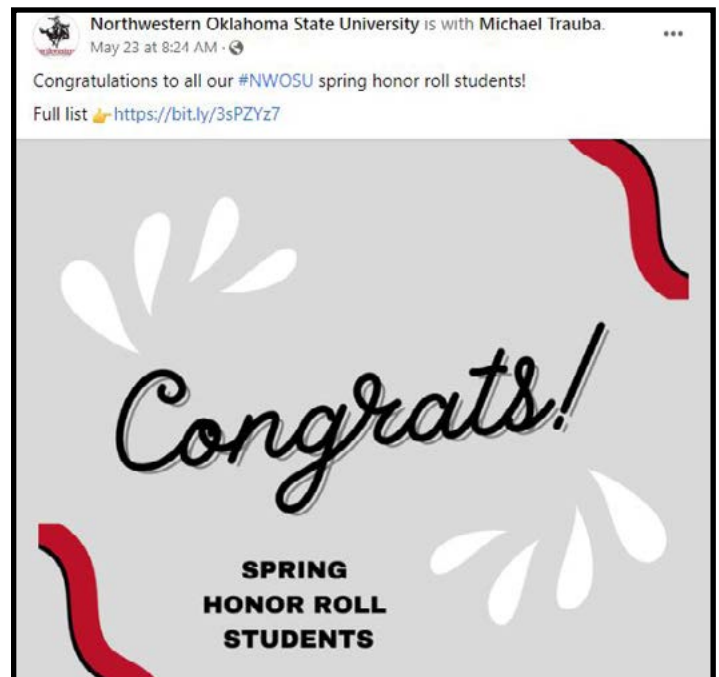 Northwestern Oklahoma State University is with Michael Trauba.
May 23 at 8:24 AM ·
Congratulations to all our #NWOSU spring honor roll students!
Full list 👉 https://bit.ly/3sPZYz7
Congrats!
SPRING
HONOR ROLL
STUDENTS